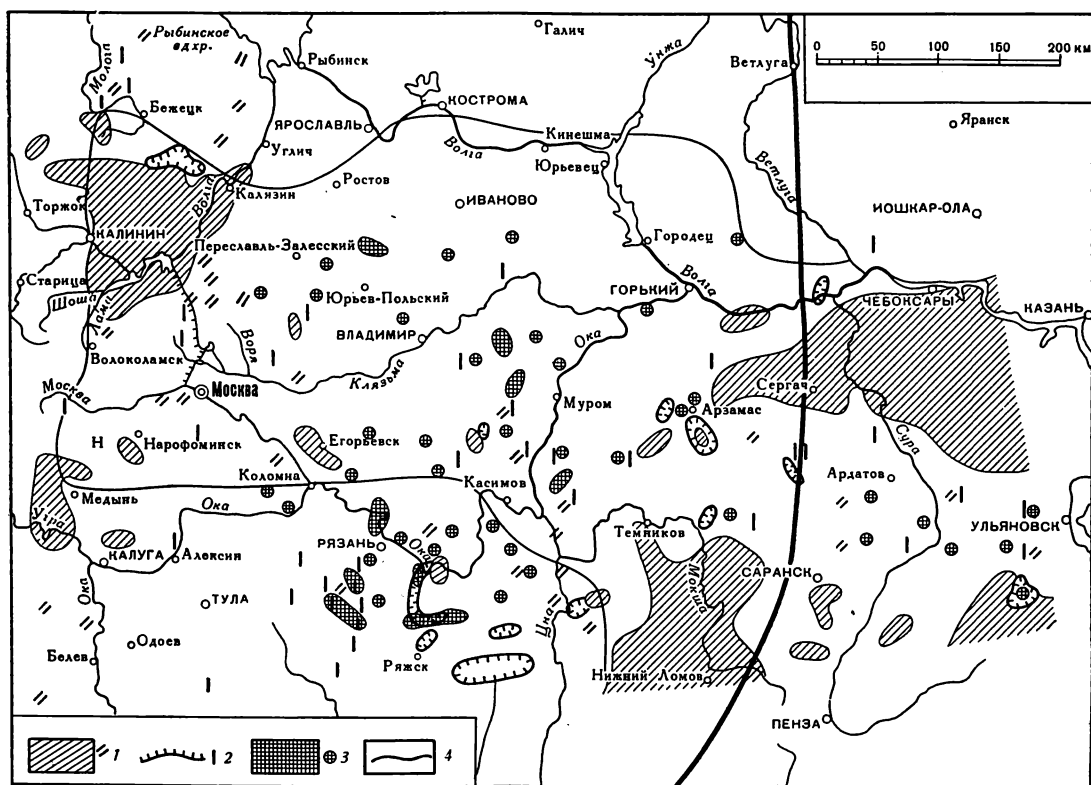 Галич
Рыбинское
вдхр.
Рыбинск
Молога
Унжа
Ветлуга
0 50 100 200 км
Бежецк
КОСТРОМА
Яранск
ЯРОСЛАВЛЬ
Кинешма
Углич
Волга
Юрьевец
Ветлуга
Волга
Ростов
Калязин
ИВАНОВО
Торжок
ЙОШКАР-ОЛА
КАЛИНИН
Городец
Переславль-Залесский
Волга
Старица
ГОРЬКИЙ
Шоша
Юрьев-Польский
ЧЕБОКСАРЫ
Лама
КАЗАНЬ
ВЛАДИМИР
Ока
Воря
Волоколамск
Клязьма
Москва
МОСКВА
Сергач
Муром
Арзамас
Н
Нарофоминск
Егорьевск
Сура
Коломна
Касимов
Ардатов
Медынь
Ока
Угра
УЛЬЯНОВСК
Темников
РЯЗАНЬ
Ока
КАЛУГА
Алексин
САРАНСК
Мокша
Ока
ТУЛА
Цна
Одоев
Ряжск
Белев
Нижний Ломов
ПЕНЗА
1 2 3 4